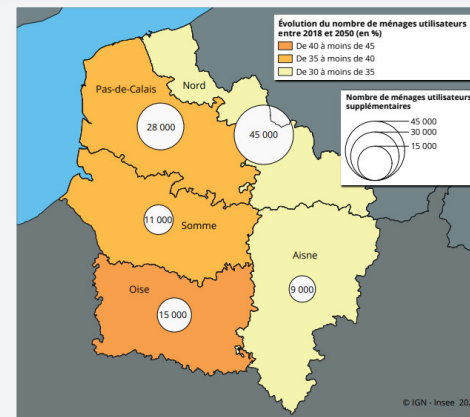 Évolution du nombre de ménages utilisateurs
entre 2018 et 2050 (en %)
De 40 à moins de 45
De 35 à moins de 40
De 30 à moins de 35
Nombre de ménages utilisateurs
supplémentaires
45 000
30 000
15 000
Nord
Pas-de-Calais
28 000
45 000
11 000
Somme
Aisne
Oise
9 000
15 000
© IGN - Insee